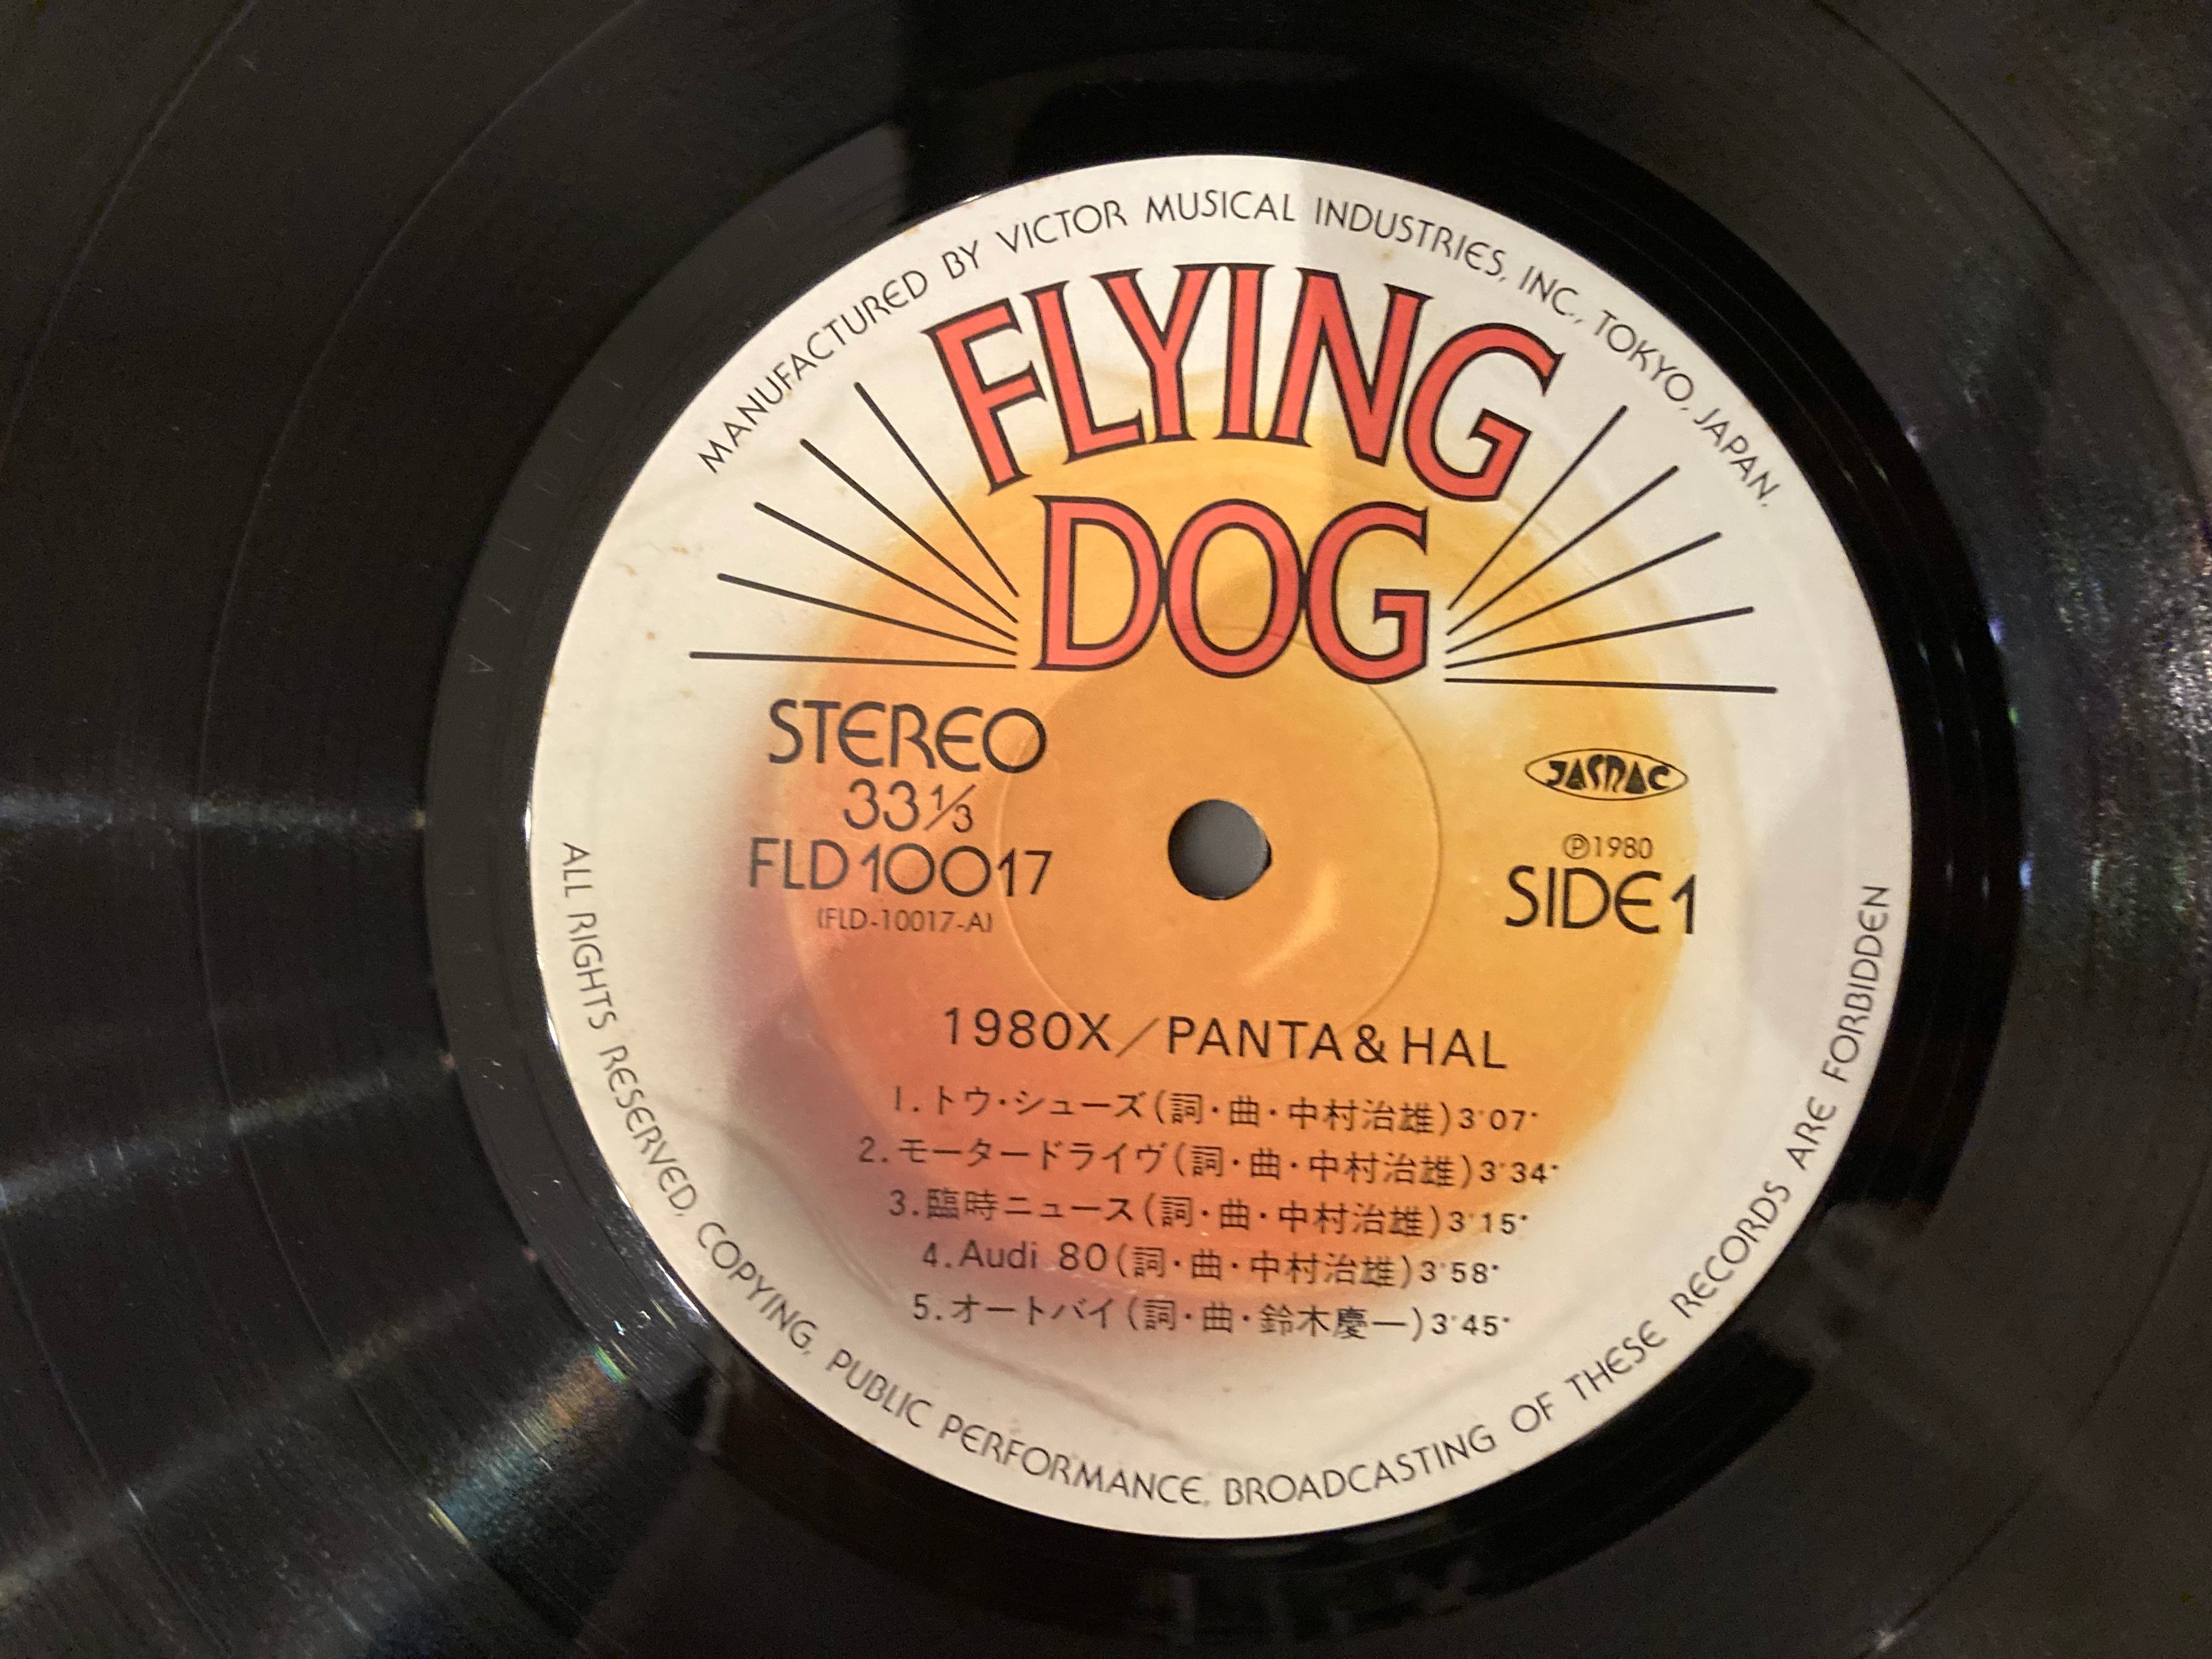 MANUFACTURED BY VICTOR MUSICAL INDUSTRIES, INC., TOKYO, JAPAN.
FLYING
DOG
STEREO
33⅓
FLD10017
(FLD-10017-A)
JASRAC
Ⓟ1980
SIDE 1
1980X／PANTA&HAL
1.トウ・シューズ(詞・曲・中村治雄)3'07"
2.モータードライヴ(詞・曲・中村治雄)3'34"
3.臨時ニュース(詞・曲・中村治雄)3'15"
4.Audi 80(詞・曲・中村治雄)3'58"
5.オートバイ(詞・曲・鈴木慶一)3'45"
ALL RIGHTS RESERVED, COPYING, PUBLIC PERFORMANCE, BROADCASTING OF THESE RECORDS ARE FORBIDDEN